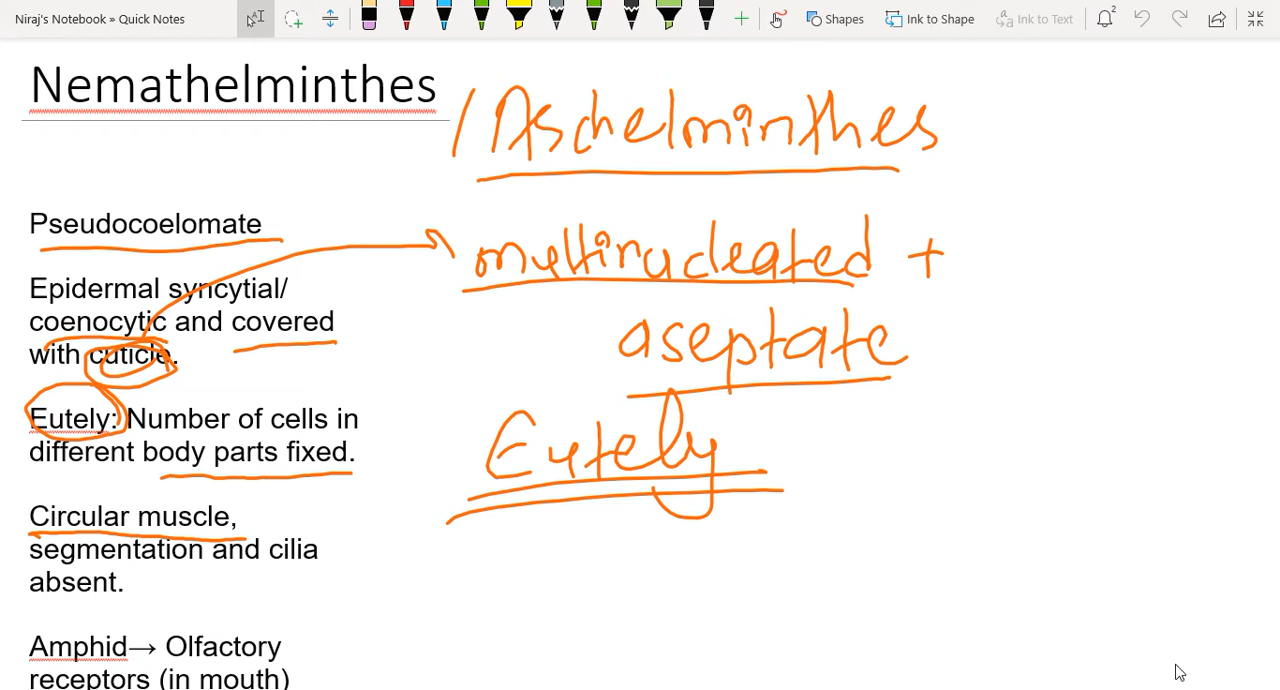 Niraj's Notebook » Quick Notes
Shapes
Ink to Shape
Ink to Text
2
Nemathelminthes
/ Aschelminthes
Pseudocoelomate
multinucleated +
Epidermal syncytial/
coenocytic and covered
with cuticle.
aseptate
Eutely: Number of cells in
different body parts fixed.
Eutely
Circular muscle,
segmentation and cilia
absent.
Amphid→ Olfactory
receptors (in mouth)